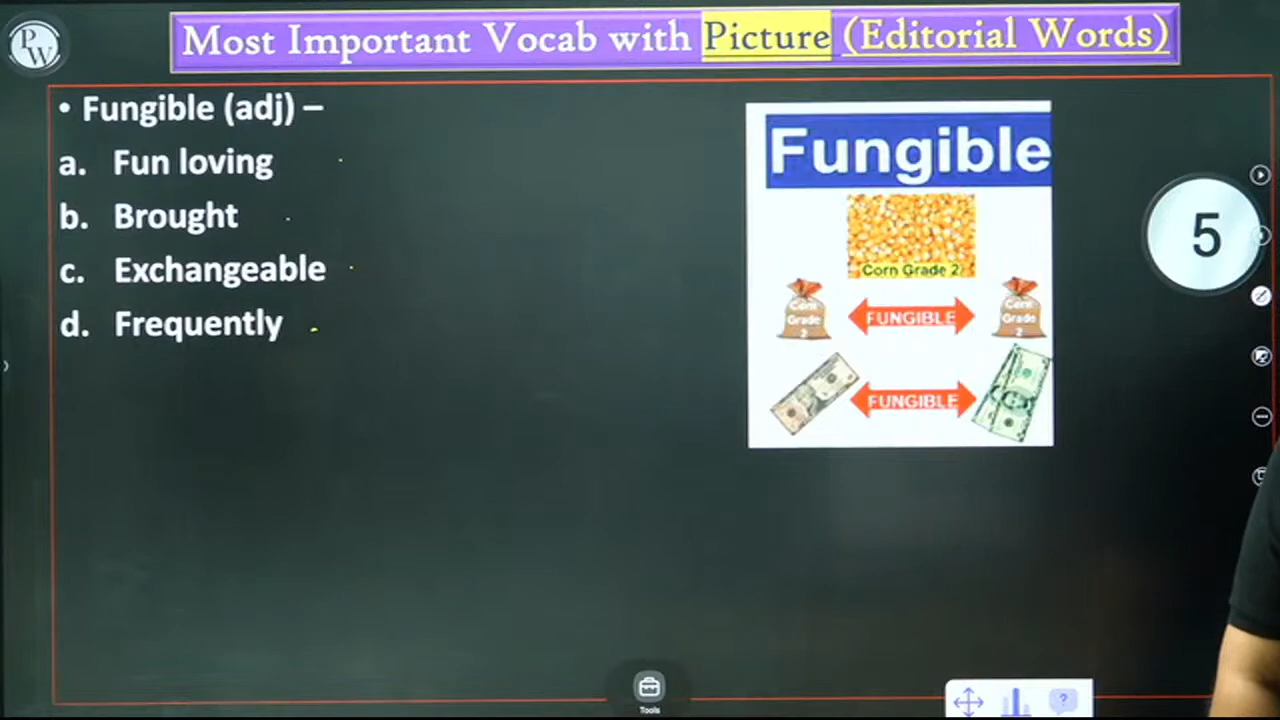 PW
Most Important Vocab with Picture (Editorial Words)
• Fungible (adj) –
a. Fun loving
b. Brought
c. Exchangeable
d. Frequently
Fungible
Corn Grade 2
Corn
Grade
2
FUNGIBLE
Corn
Grade
2
FUNGIBLE
5
Tools
?